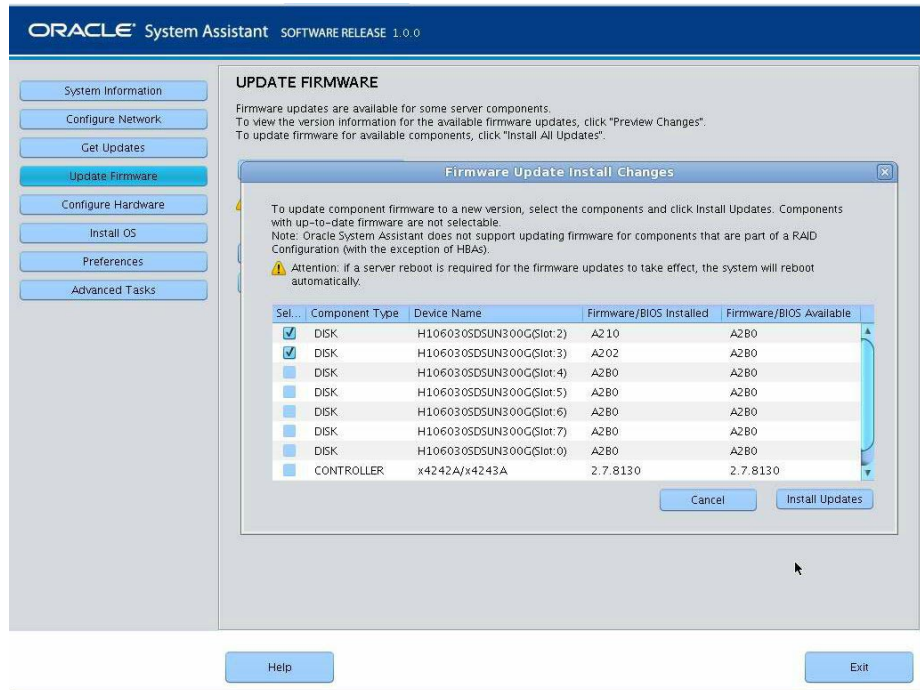 ORACLE System Assistant SOFTWARE RELEASE 1.0.0
System Information
Configure Network
Get Updates
Update Firmware
Configure Hardware
Install OS
Preferences
Advanced Tasks
UPDATE FIRMWARE
Firmware updates are available for some server components.
To view the version information for the available firmware updates, click "Preview Changes".
To update firmware for available components, click "Install All Updates".
Firmware Update Install Changes
To update component firmware to a new version, select the components and click Install Updates. Components
with up-to-date firmware are not selectable.
Note: Oracle System Assistant does not support updating firmware for components that are part of a RAID
Configuration (with the exception of HBAs).
Attention: if a server reboot is required for the firmware updates to take effect, the system will reboot
automatically.
Sel... Component Type Device Name Firmware/BIOS Installed Firmware/BIOS Available
DISK H106030SDSUN300G(Slot:2) A210 A2B0
DISK H106030SDSUN300G(Slot:3) A202 A2B0
DISK H106030SDSUN300G(Slot:4) A2B0 A2B0
DISK H106030SDSUN300G(Slot:5) A2B0 A2B0
DISK H106030SDSUN300G(Slot:6) A2B0 A2B0
DISK H106030SDSUN300G(Slot:7) A2B0 A2B0
DISK H106030SDSUN300G(Slot:0) A2B0 A2B0
CONTROLLER x4242A/x4243A 2.7.8130 2.7.8130
Cancel Install Updates
Help Exit